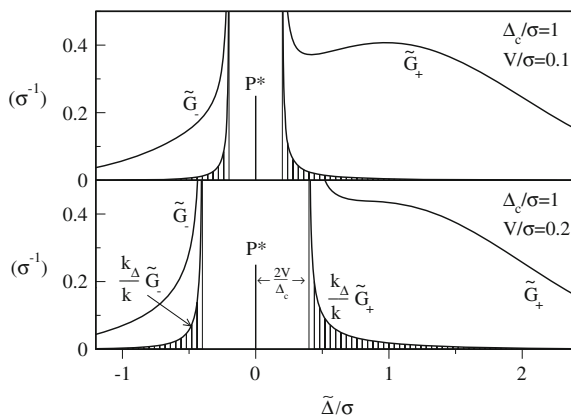 0.4
0.2
0
(σ⁻¹)
G̃₋
P*
G̃₊
Δc/σ=1
V/σ=0.1
0.4
0.2
0
(σ⁻¹)
G̃₋
P*
Δc/σ=1
V/σ=0.2
kΔ/k G̃₋
←2V/Δc→
kΔ/k G̃₊
G̃₊
-1 0 1 2
Δ̃/σ